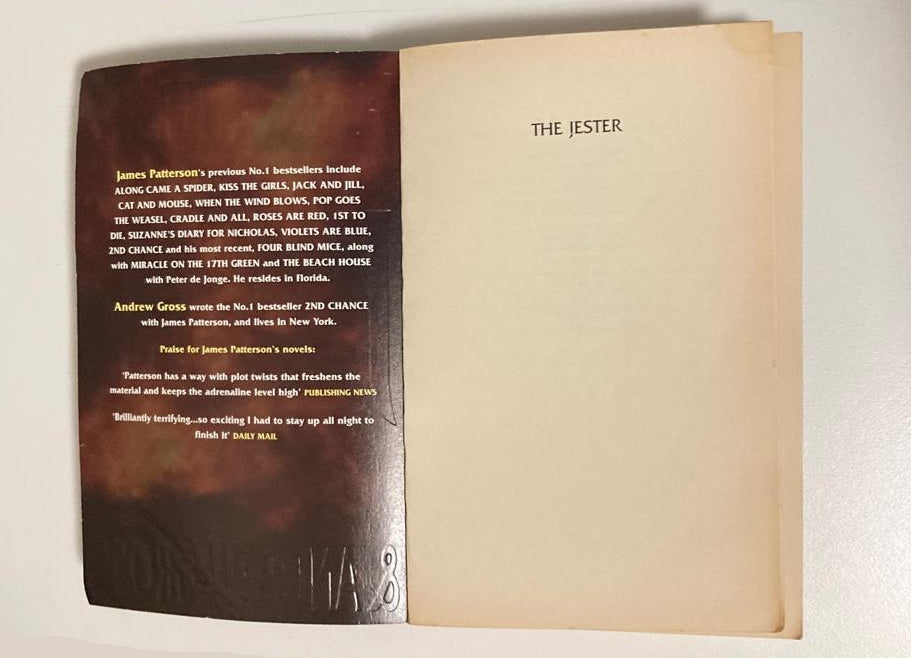 James Patterson's previous No.1 bestsellers include
ALONG CAME A SPIDER, KISS THE GIRLS, JACK AND JILL,
CAT AND MOUSE, WHEN THE WIND BLOWS, POP GOES
THE WEASEL, CRADLE AND ALL, ROSES ARE RED, 1ST TO
DIE, SUZANNE'S DIARY FOR NICHOLAS, VIOLETS ARE BLUE,
2ND CHANCE and his most recent, FOUR BLIND MICE, along
with MIRACLE ON THE 17TH GREEN and THE BEACH HOUSE
with Peter de Jonge. He resides in Florida.
Andrew Gross wrote the No.1 bestseller 2ND CHANCE
with James Patterson, and lives in New York.
Praise for James Patterson's novels:
'Patterson has a way with plot twists that freshens the
material and keeps the adrenaline level high' PUBLISHING NEWS
'Brilliantly terrifying...so exciting I had to stay up all night to
finish it' DAILY MAIL
THE JESTER